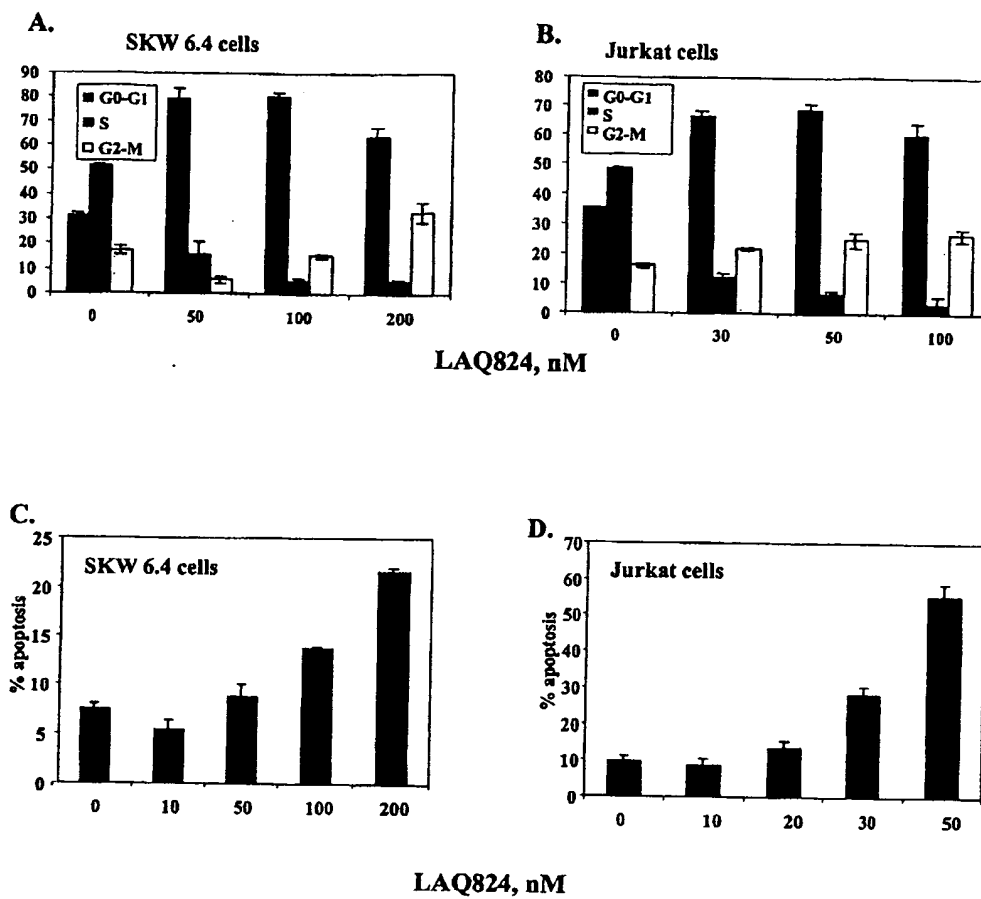 A.
SKW 6.4 cells
90
80
70
60
50
40
30
20
10
0
G0-G1
S
G2-M
0 50 100 200
B.
Jurkat cells
80
70
60
50
40
30
20
10
0
G0-G1
S
G2-M
0 30 50 100
LAQ824, nM
C.
SKW 6.4 cells
% apoptosis
25
20
15
10
5
0
0 10 50 100 200
D.
Jurkat cells
% apoptosis
70
60
50
40
30
20
10
0
0 10 20 30 50
LAQ824, nM